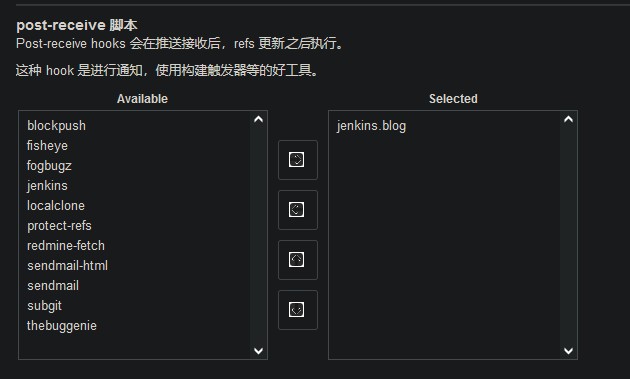 post-receive 脚本
Post-receive hooks 会在推送接收后，refs 更新之后执行。
这种 hook 是进行通知，使用构建触发器等的好工具。
Available
Selected
blockpush
fisheye
fogbugz
jenkins
localclone
protect-refs
redmine-fetch
sendmail-html
sendmail
subgit
thebuggenie
jenkins.blog